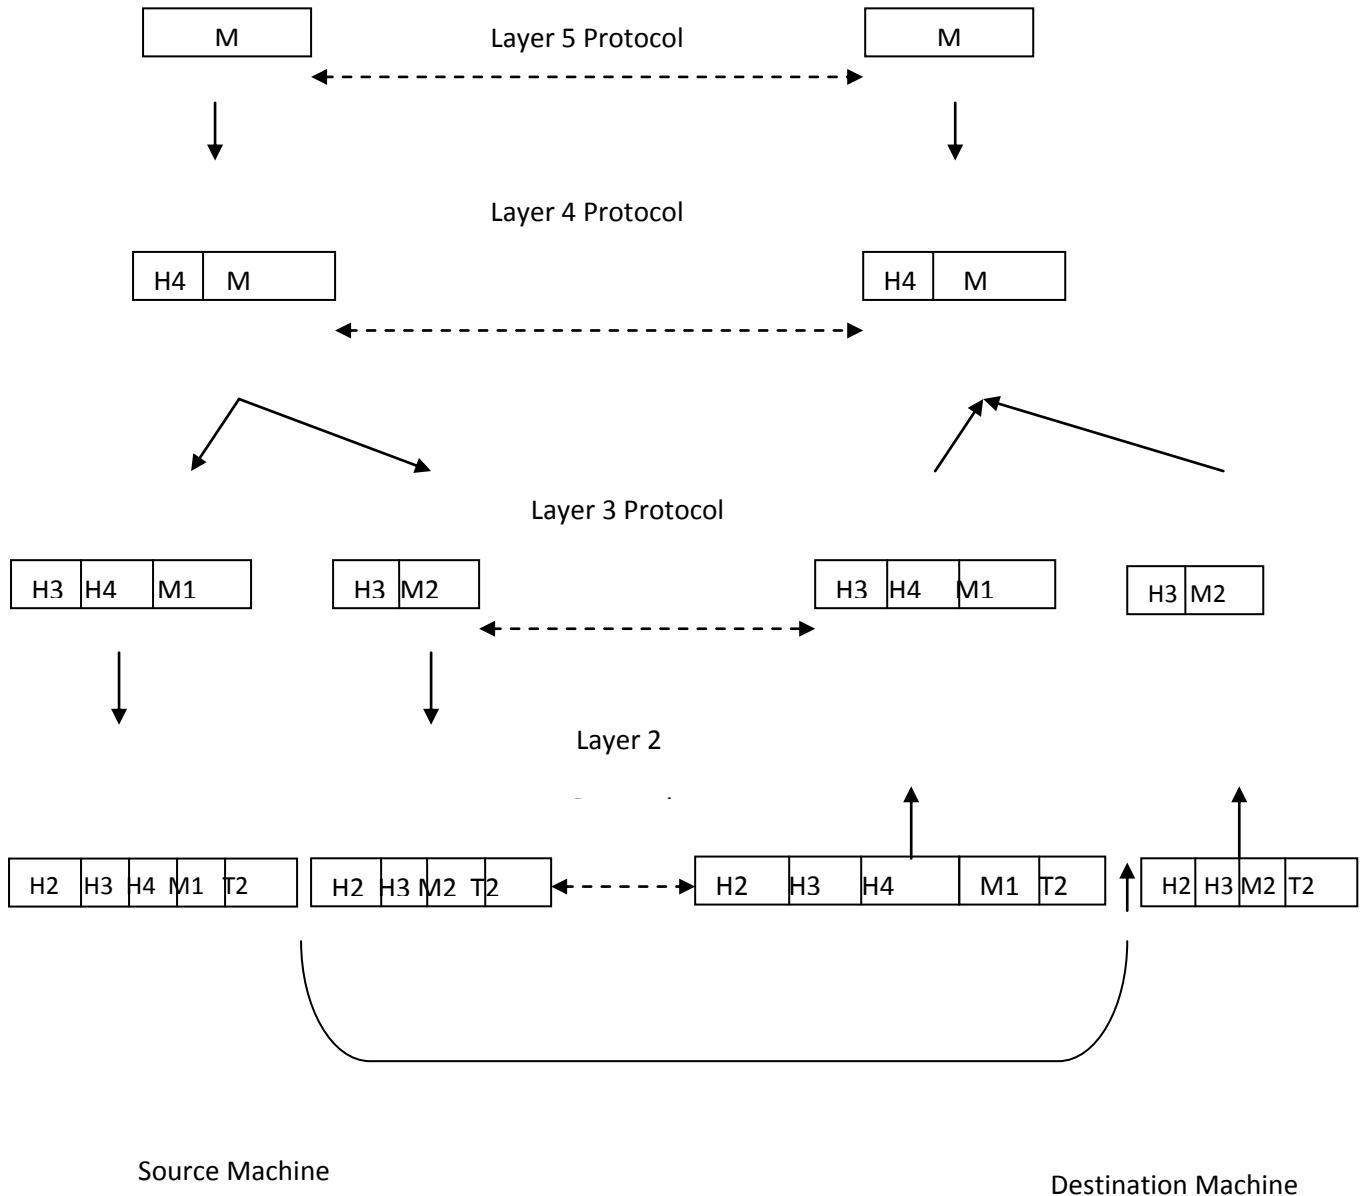 M Layer 5 Protocol M
Layer 4 Protocol
H4 M H4 M
Layer 3 Protocol
H3 H4 M1 H3 M2 H3 H4 M1 H3 M2
Layer 2
H2 H3 H4 M1 T2 H2 H3 M2 T2 H2 H3 H4 M1 T2 H2 H3 M2 T2
Source Machine
Destination Machine